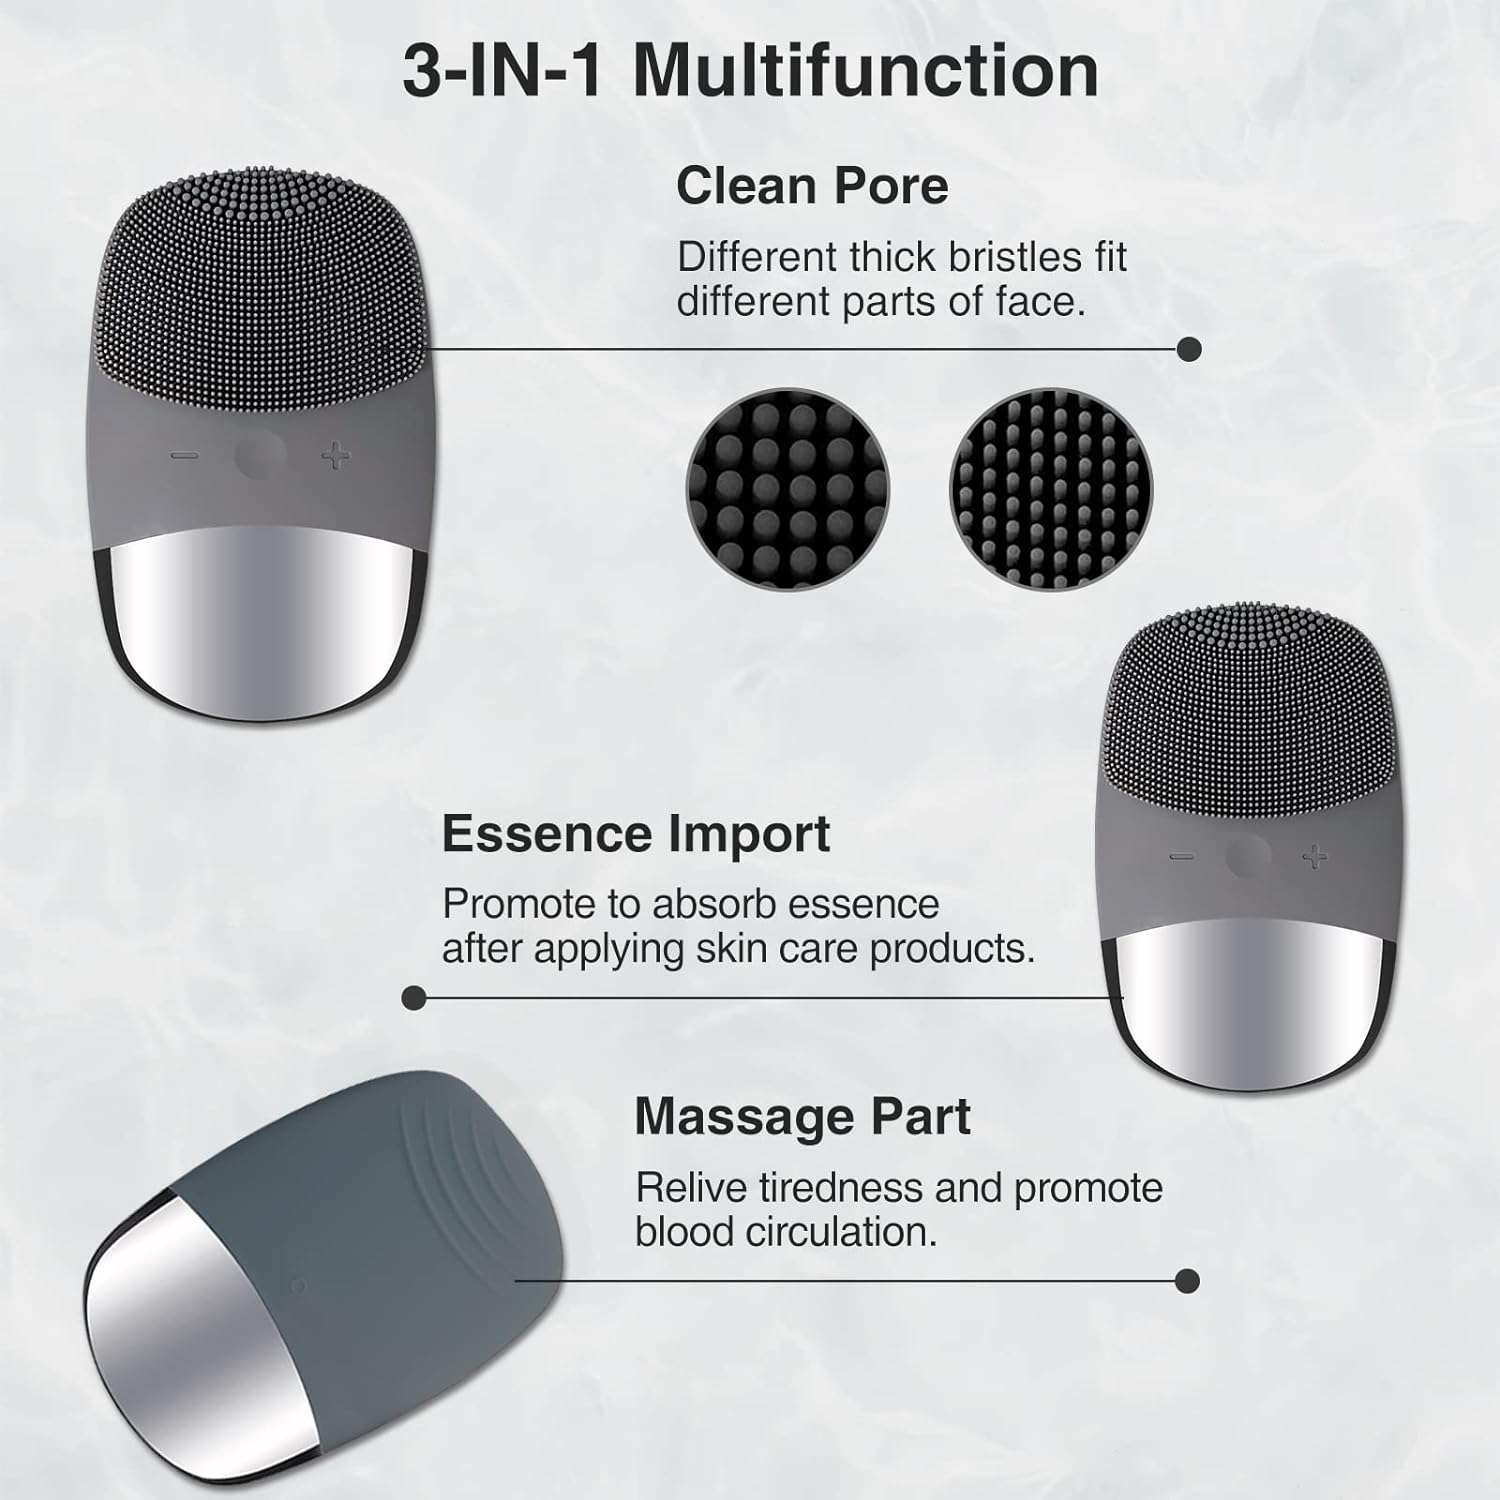 3-IN-1 Multifunction
Clean Pore
Different thick bristles fit
different parts of face.
Essence Import
Promote to absorb essence
after applying skin care products.
Massage Part
Relive tiredness and promote
blood circulation.